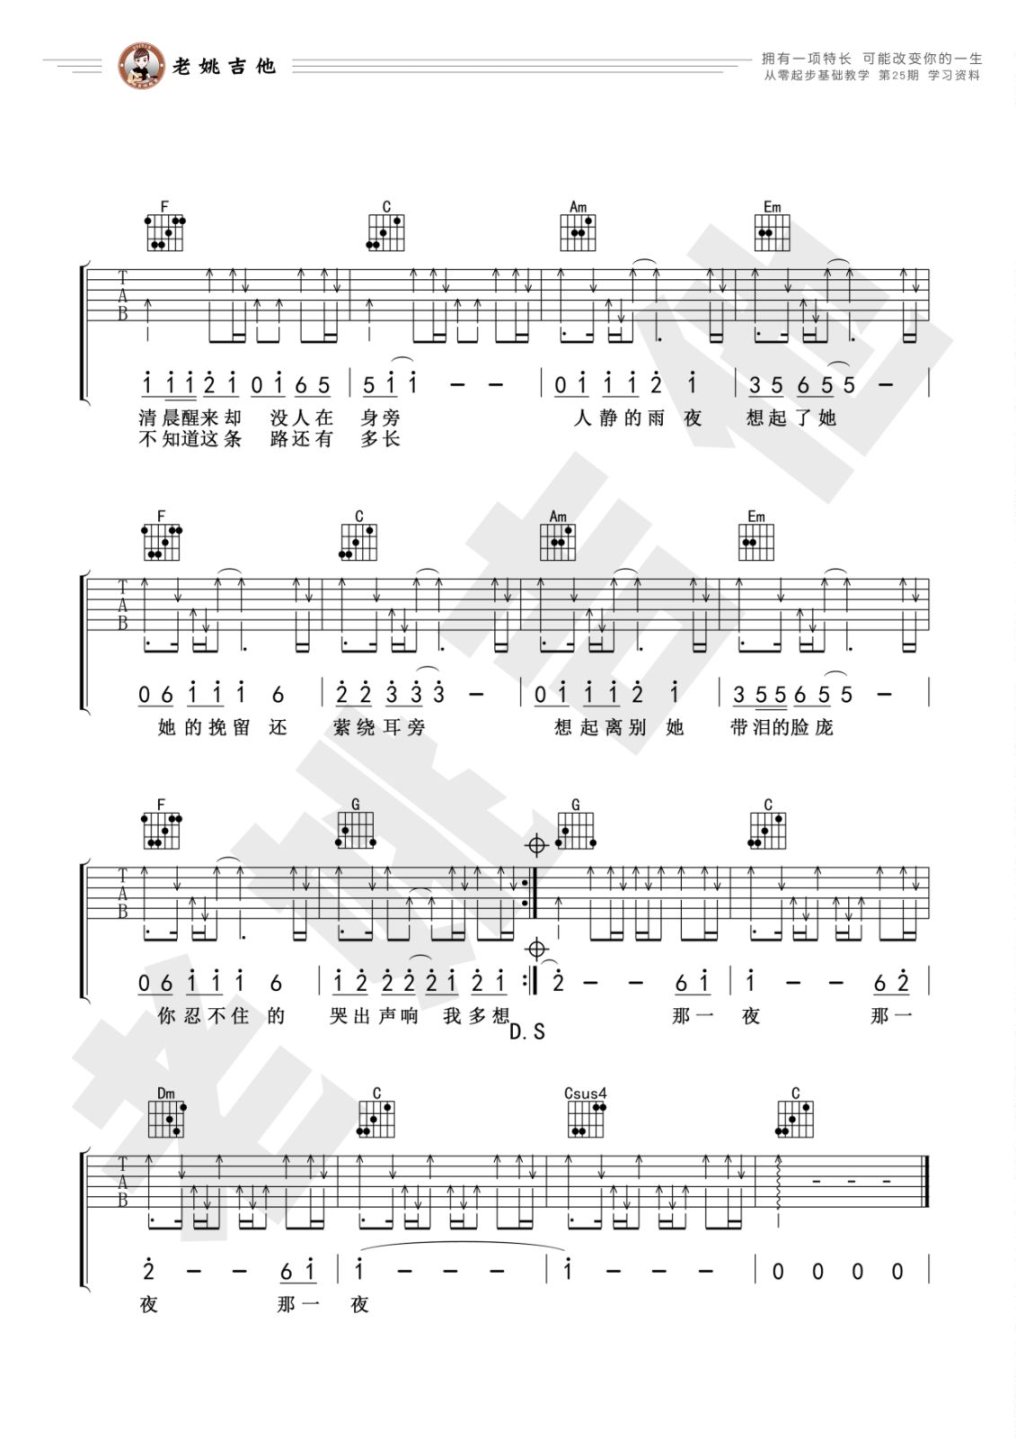 老姚吉他
拥有一项特长 可能改变你的一生
从零起步基础教学 第25期 学习资料
F C Am Em
T
A
B
1 1 1 2 1 0 1 6 5 | 5 1 1 - - | 0 1 1 1 2 1 | 3 5 6 5 5 - |
清晨醒来却 没人在 身旁 人静的雨夜 想起了她
不知道这条 路还有 多长
F C Am Em
T
A
B
0 6 1 1 1 6 | 2 2 3 3 3 - | 0 1 1 1 2 1 | 3 5 5 6 5 5 - |
她的挽留还 萦绕耳旁 想起离别她 带泪的脸庞
F G G C
T
A
B
0 6 1 1 1 6 | 1 2 2 2 2 1 2 1 :| 2 - - 6 1 | 1 - - 6 2 |
你忍不住的 哭出声响 我多想 那一 夜 那一
D.S
Dm C Csus4 C
T
A
B
2 - - 6 1 | 1 - - - | 1 - - - | 0 0 0 0 |
夜 那一 夜
老姚吉他